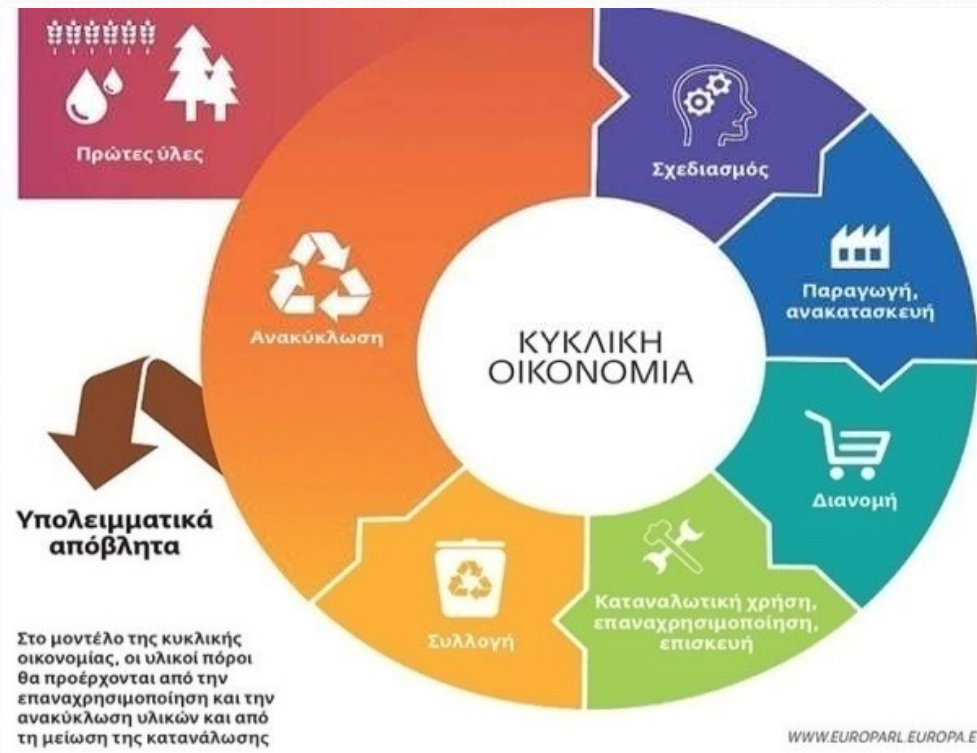 Πρώτες ύλες
Σχεδιασμός
Παραγωγή,
ανακατασκευή
Ανακύκλωση
ΚΥΚΛΙΚΗ
ΟΙΚΟΝΟΜΙΑ
Διανομή
Υπολειμματικά
απόβλητα
Καταναλωτική χρήση,
επαναχρησιμοποίηση,
επισκευή
Συλλογή
Στο μοντέλο της κυκλικής
οικονομίας, οι υλικοί πόροι
θα προέρχονται από την
επαναχρησιμοποίηση και την
ανακύκλωση υλικών και από
τη μείωση της κατανάλωσης
WWW.EUROPARL.EUROPA.E